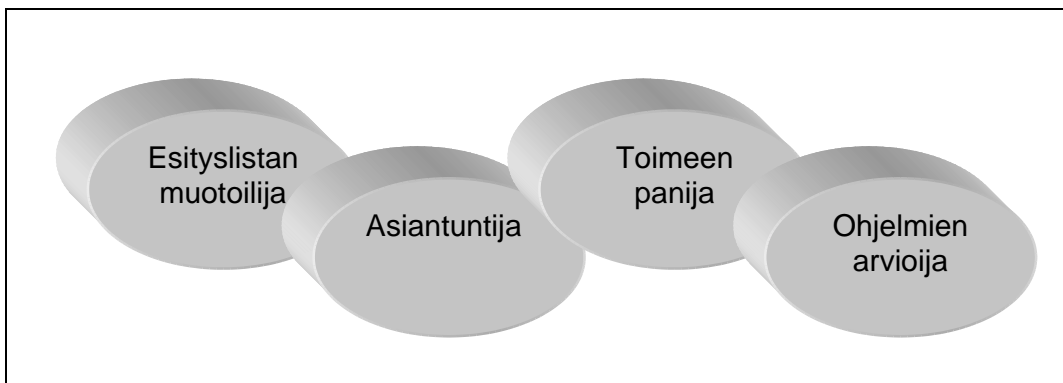 Esityslistan
muotoilija
Asiantuntija
Toimeen
panija
Ohjelmien
arvioija